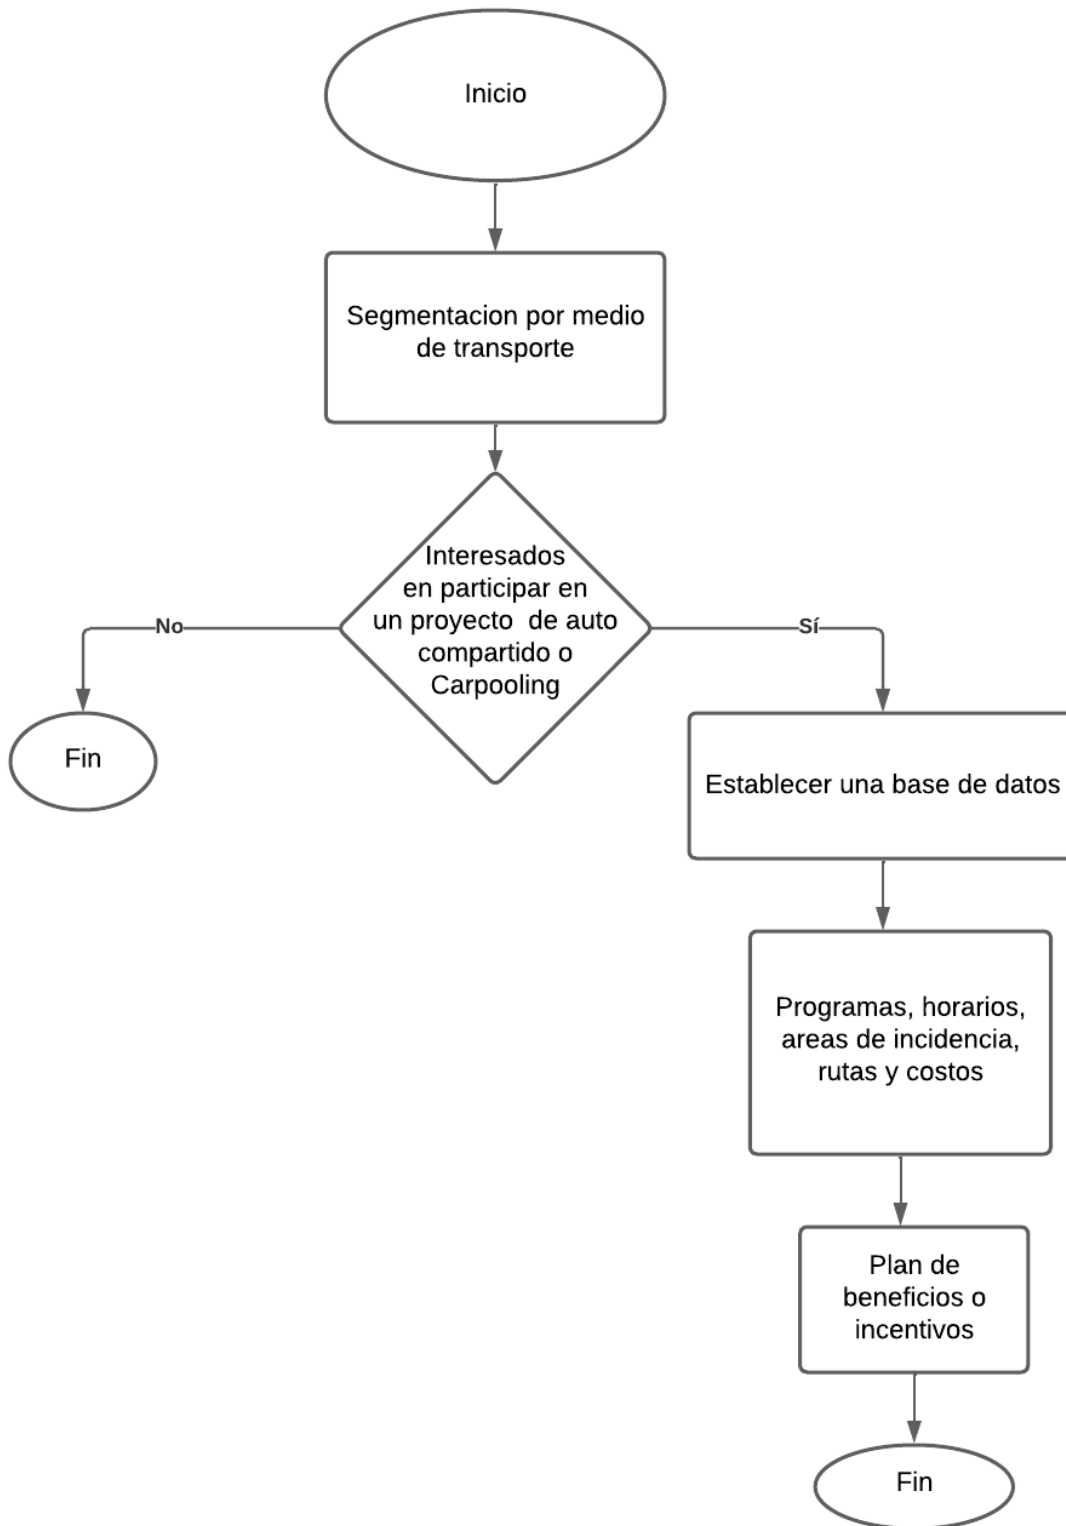 Inicio
Segmentacion por medio
de transporte
Interesados
en participar en
un proyecto  de auto
compartido o
Carpooling
No
Sí
Fin
Establecer una base de datos
Programas, horarios,
areas de incidencia,
rutas y costos
Plan de
beneficios o
incentivos
Fin